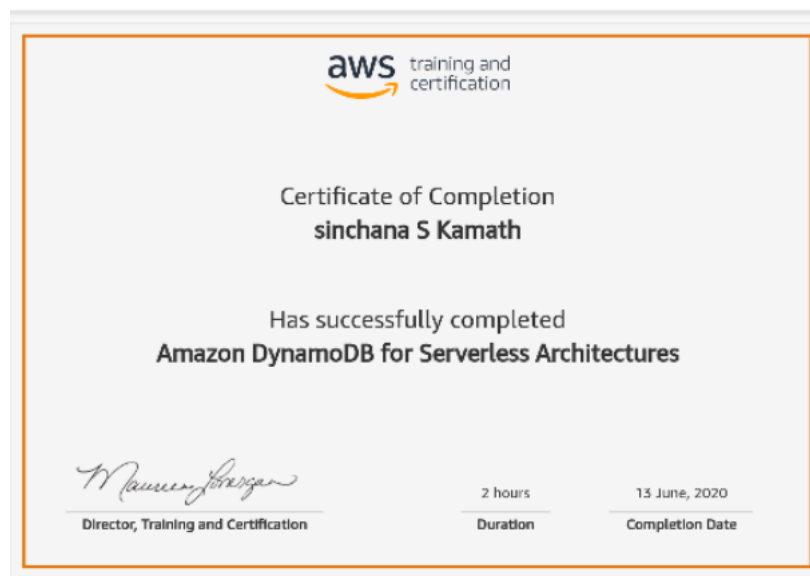 aws training and
certification
Certificate of Completion
sinchana S Kamath
Has successfully completed
Amazon DynamoDB for Serverless Architectures
2 hours
13 June, 2020
Director, Training and Certification
Duration
Completion Date